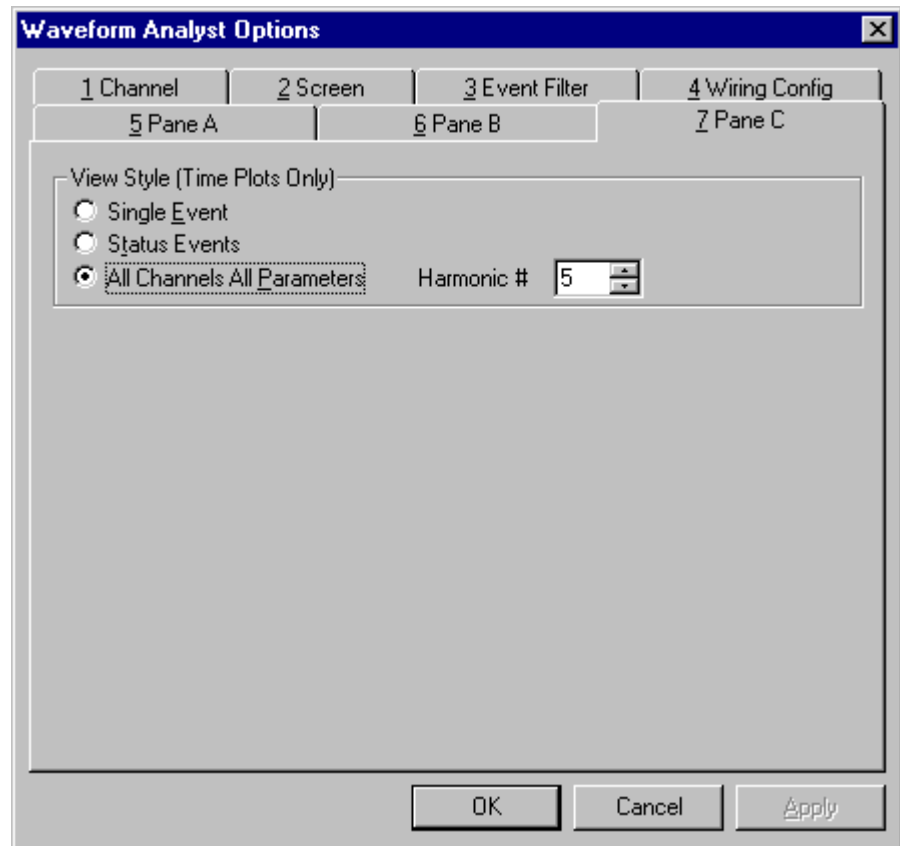 Waveform Analyst Options
1 Channel 2 Screen 3 Event Filter 4 Wiring Config
5 Pane A 6 Pane B 7 Pane C
View Style (Time Plots Only)
Single Event
Status Events
All Channels All Parameters Harmonic # 5
OK Cancel Apply